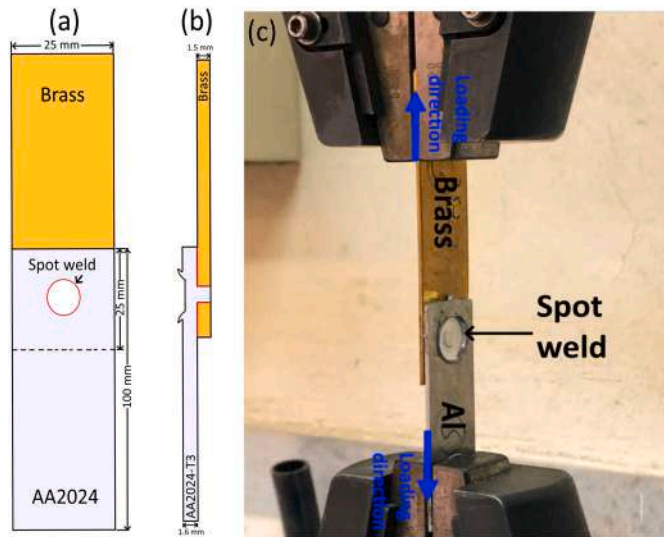 (a)
25 mm
Brass
Spot weld
25 mm
100 mm
AA2024
(b)
1.5 mm
Brass
AA2024-T3
1.6 mm
(c)
Loading
direction
Brass
Spot
weld
Al
Loading
direction